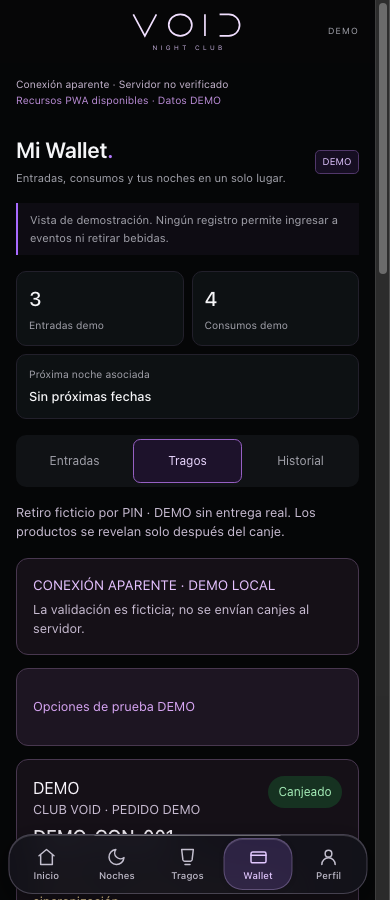 VOID
NIGHT CLUB
DEMO
Conexión aparente · Servidor no verificado
Recursos PWA disponibles · Datos DEMO
Mi Wallet.
DEMO
Entradas, consumos y tus noches en un solo lugar.
Vista de demostración. Ningún registro permite ingresar a
eventos ni retirar bebidas.
3
Entradas demo
4
Consumos demo
Próxima noche asociada
Sin próximas fechas
Entradas
Tragos
Historial
Retiro ficticio por PIN · DEMO sin entrega real. Los
productos se revelan solo después del canje.
CONEXIÓN APARENTE · DEMO LOCAL
La validación es ficticia; no se envían canjes al
servidor.
Opciones de prueba DEMO
DEMO
Canjeado
CLUB VOID · PEDIDO DEMO
DEMO-CON-001
Inicio
Noches
Tragos
Wallet
Perfil
sincronización